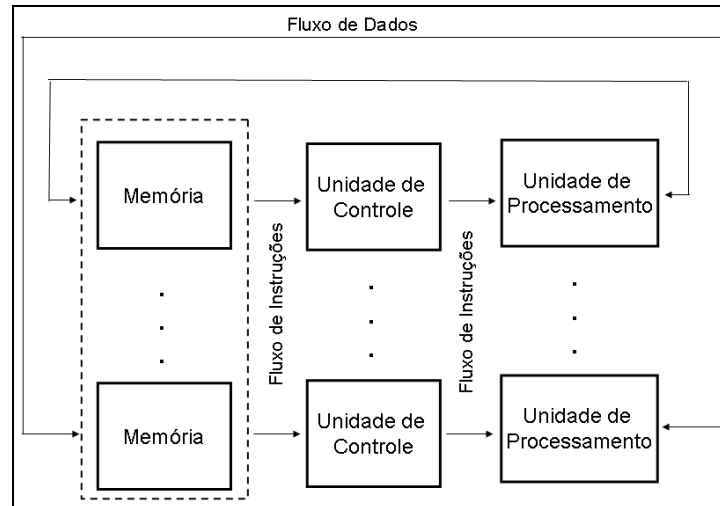 Fluxo de Dados
Memória
Unidade de
Controle
Unidade de
Processamento
Fluxo de Instruções
Fluxo de Instruções
Memória
Unidade de
Controle
Unidade de
Processamento